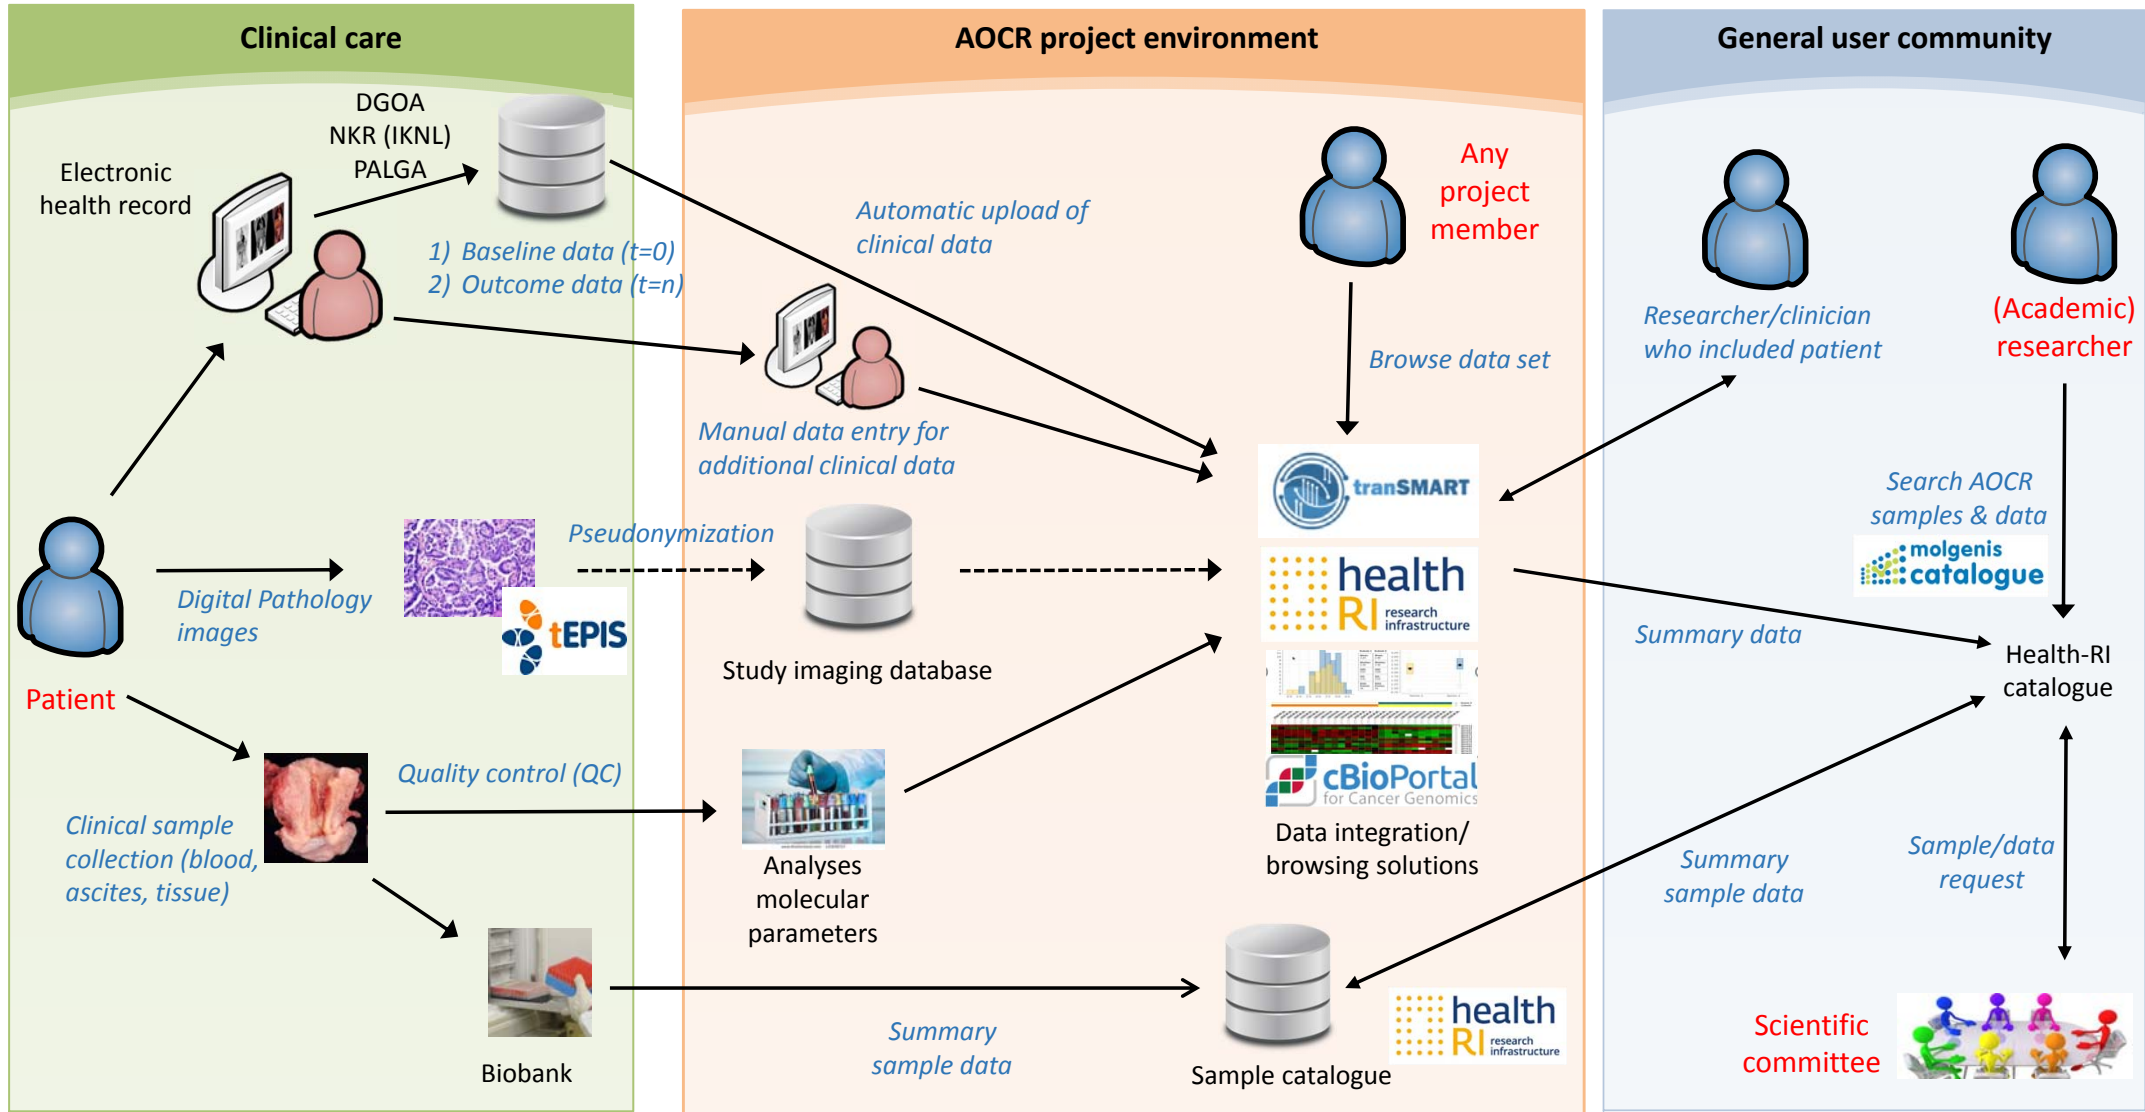 Clinical care
AOCR project environment
General user community
DGOA
NKR (IKNL)
PALGA
Electronic
health record
1) Baseline data (t=0)
2) Outcome data (t=n)
Automatic upload of
clinical data
Any
project
member
Browse data set
Researcher/clinician
who included patient
(Academic)
researcher
Manual data entry for
additional clinical data
tranSMART
Search AOCR
samples & data
molgenis
catalogue
Pseudonymization
Digital Pathology
images
tEPIS
Study imaging database
health
RI research
infrastructure
Summary data
Health-RI
catalogue
Patient
Quality control (QC)
Clinical sample
collection (blood,
ascites, tissue)
Analyses
molecular
parameters
cBioPortal
for Cancer Genomics
Data integration/
browsing solutions
Summary
sample data
Sample/data
request
Biobank
Summary
sample data
Sample catalogue
health
RI research
infrastructure
Scientific
committee